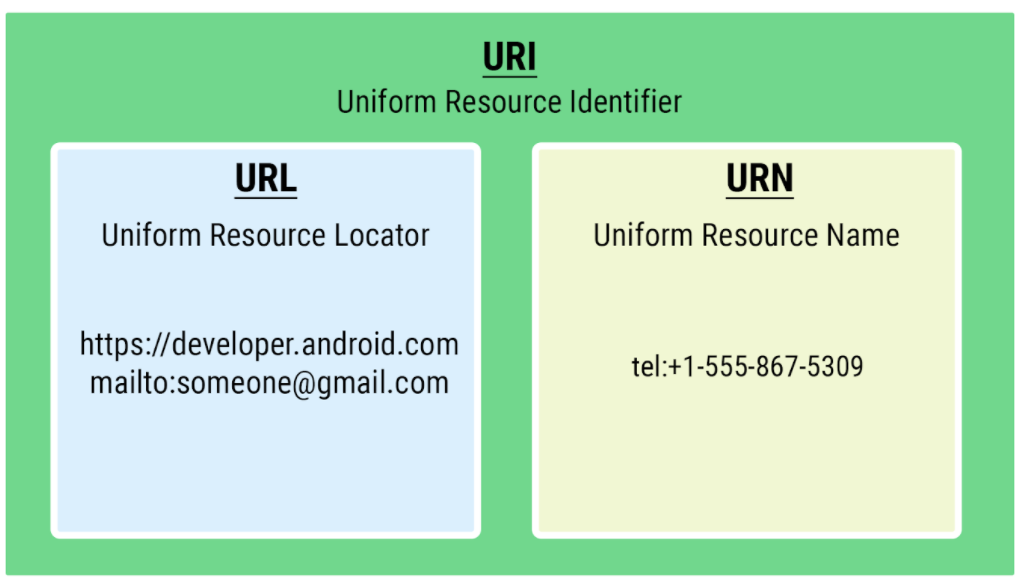 URI
Uniform Resource Identifier
URL
Uniform Resource Locator
https://developer.android.com
mailto:someone@gmail.com
URN
Uniform Resource Name
tel:+1-555-867-5309